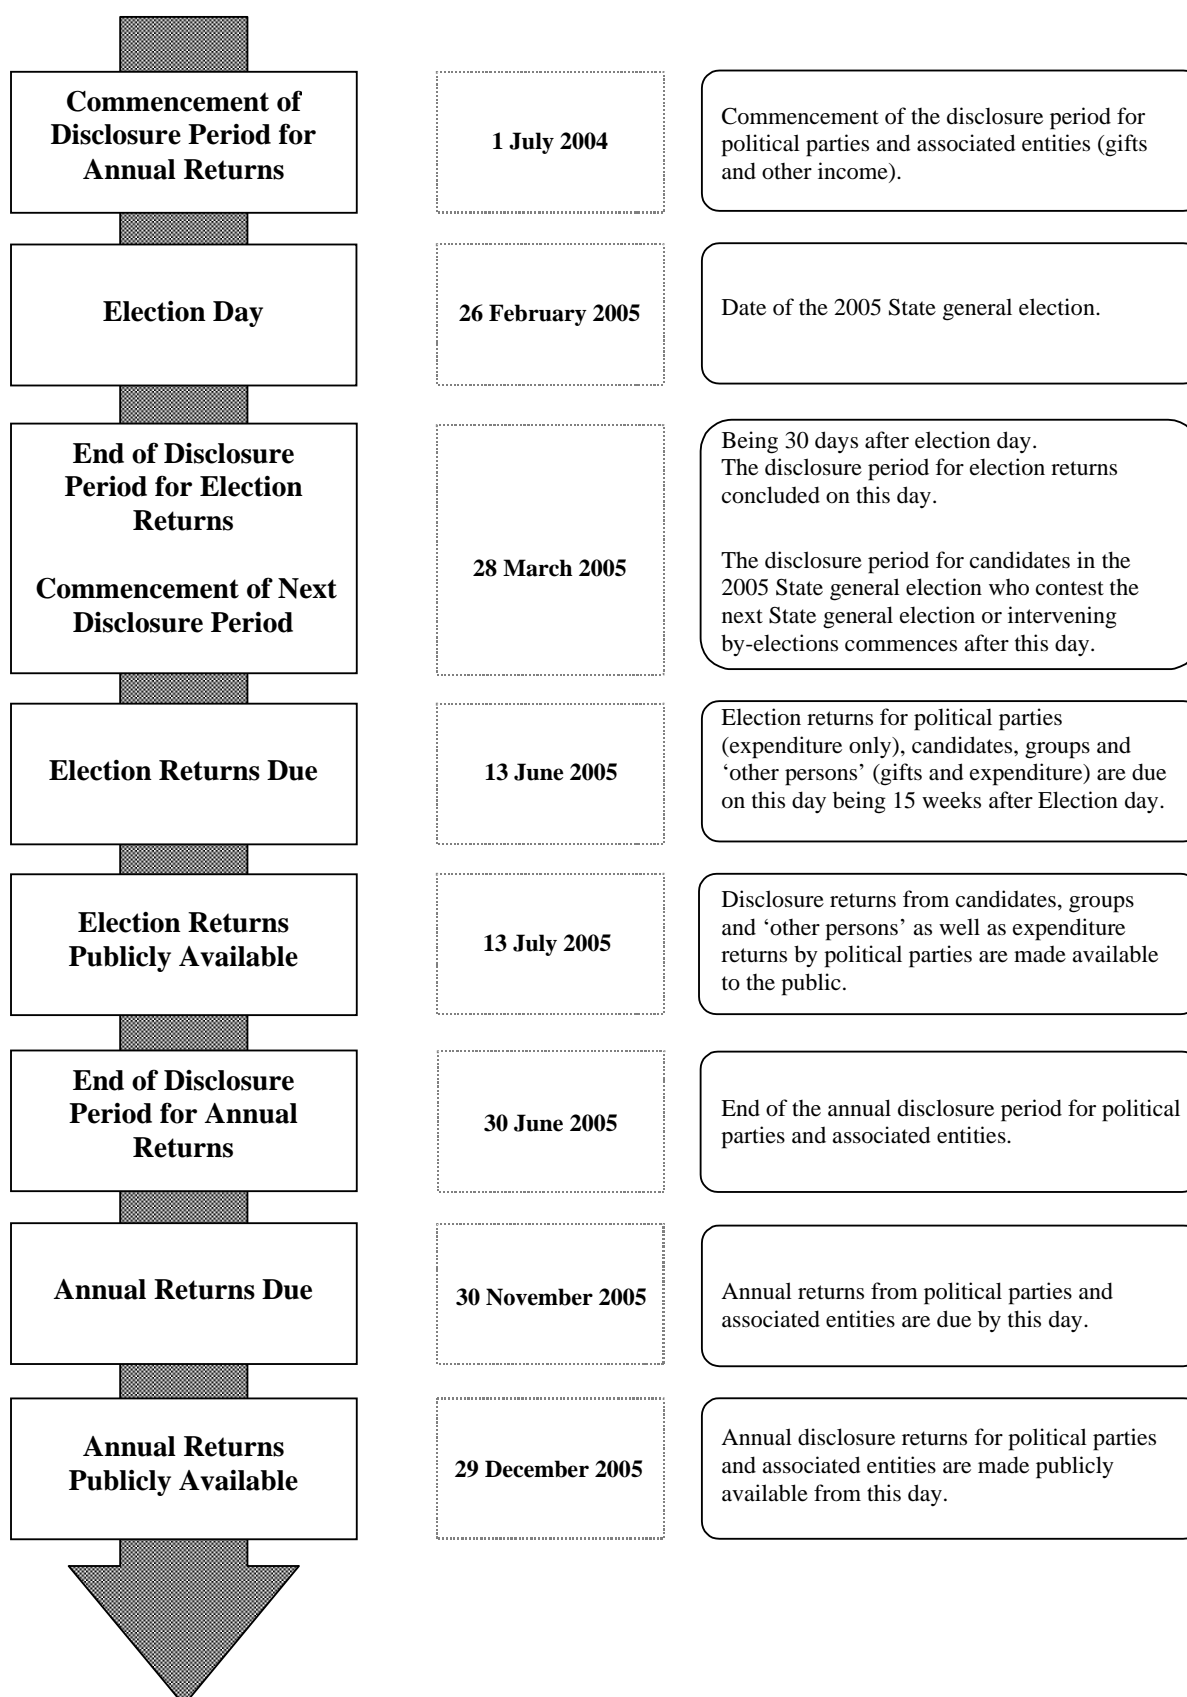 Commencement of
Disclosure Period for
Annual Returns
1 July 2004
Commencement of the disclosure period for
political parties and associated entities (gifts
and other income).
Election Day
26 February 2005
Date of the 2005 State general election.
End of Disclosure
Period for Election
Returns
Commencement of Next
Disclosure Period
28 March 2005
Being 30 days after election day.
The disclosure period for election returns
concluded on this day.
The disclosure period for candidates in the
2005 State general election who contest the
next State general election or intervening
by-elections commences after this day.
Election Returns Due
13 June 2005
Election returns for political parties
(expenditure only), candidates, groups and
‘other persons’ (gifts and expenditure) are due
on this day being 15 weeks after Election day.
Election Returns
Publicly Available
13 July 2005
Disclosure returns from candidates, groups
and ‘other persons’ as well as expenditure
returns by political parties are made available
to the public.
End of Disclosure
Period for Annual
Returns
30 June 2005
End of the annual disclosure period for political
parties and associated entities.
Annual Returns Due
30 November 2005
Annual returns from political parties and
associated entities are due by this day.
Annual Returns
Publicly Available
29 December 2005
Annual disclosure returns for political parties
and associated entities are made publicly
available from this day.